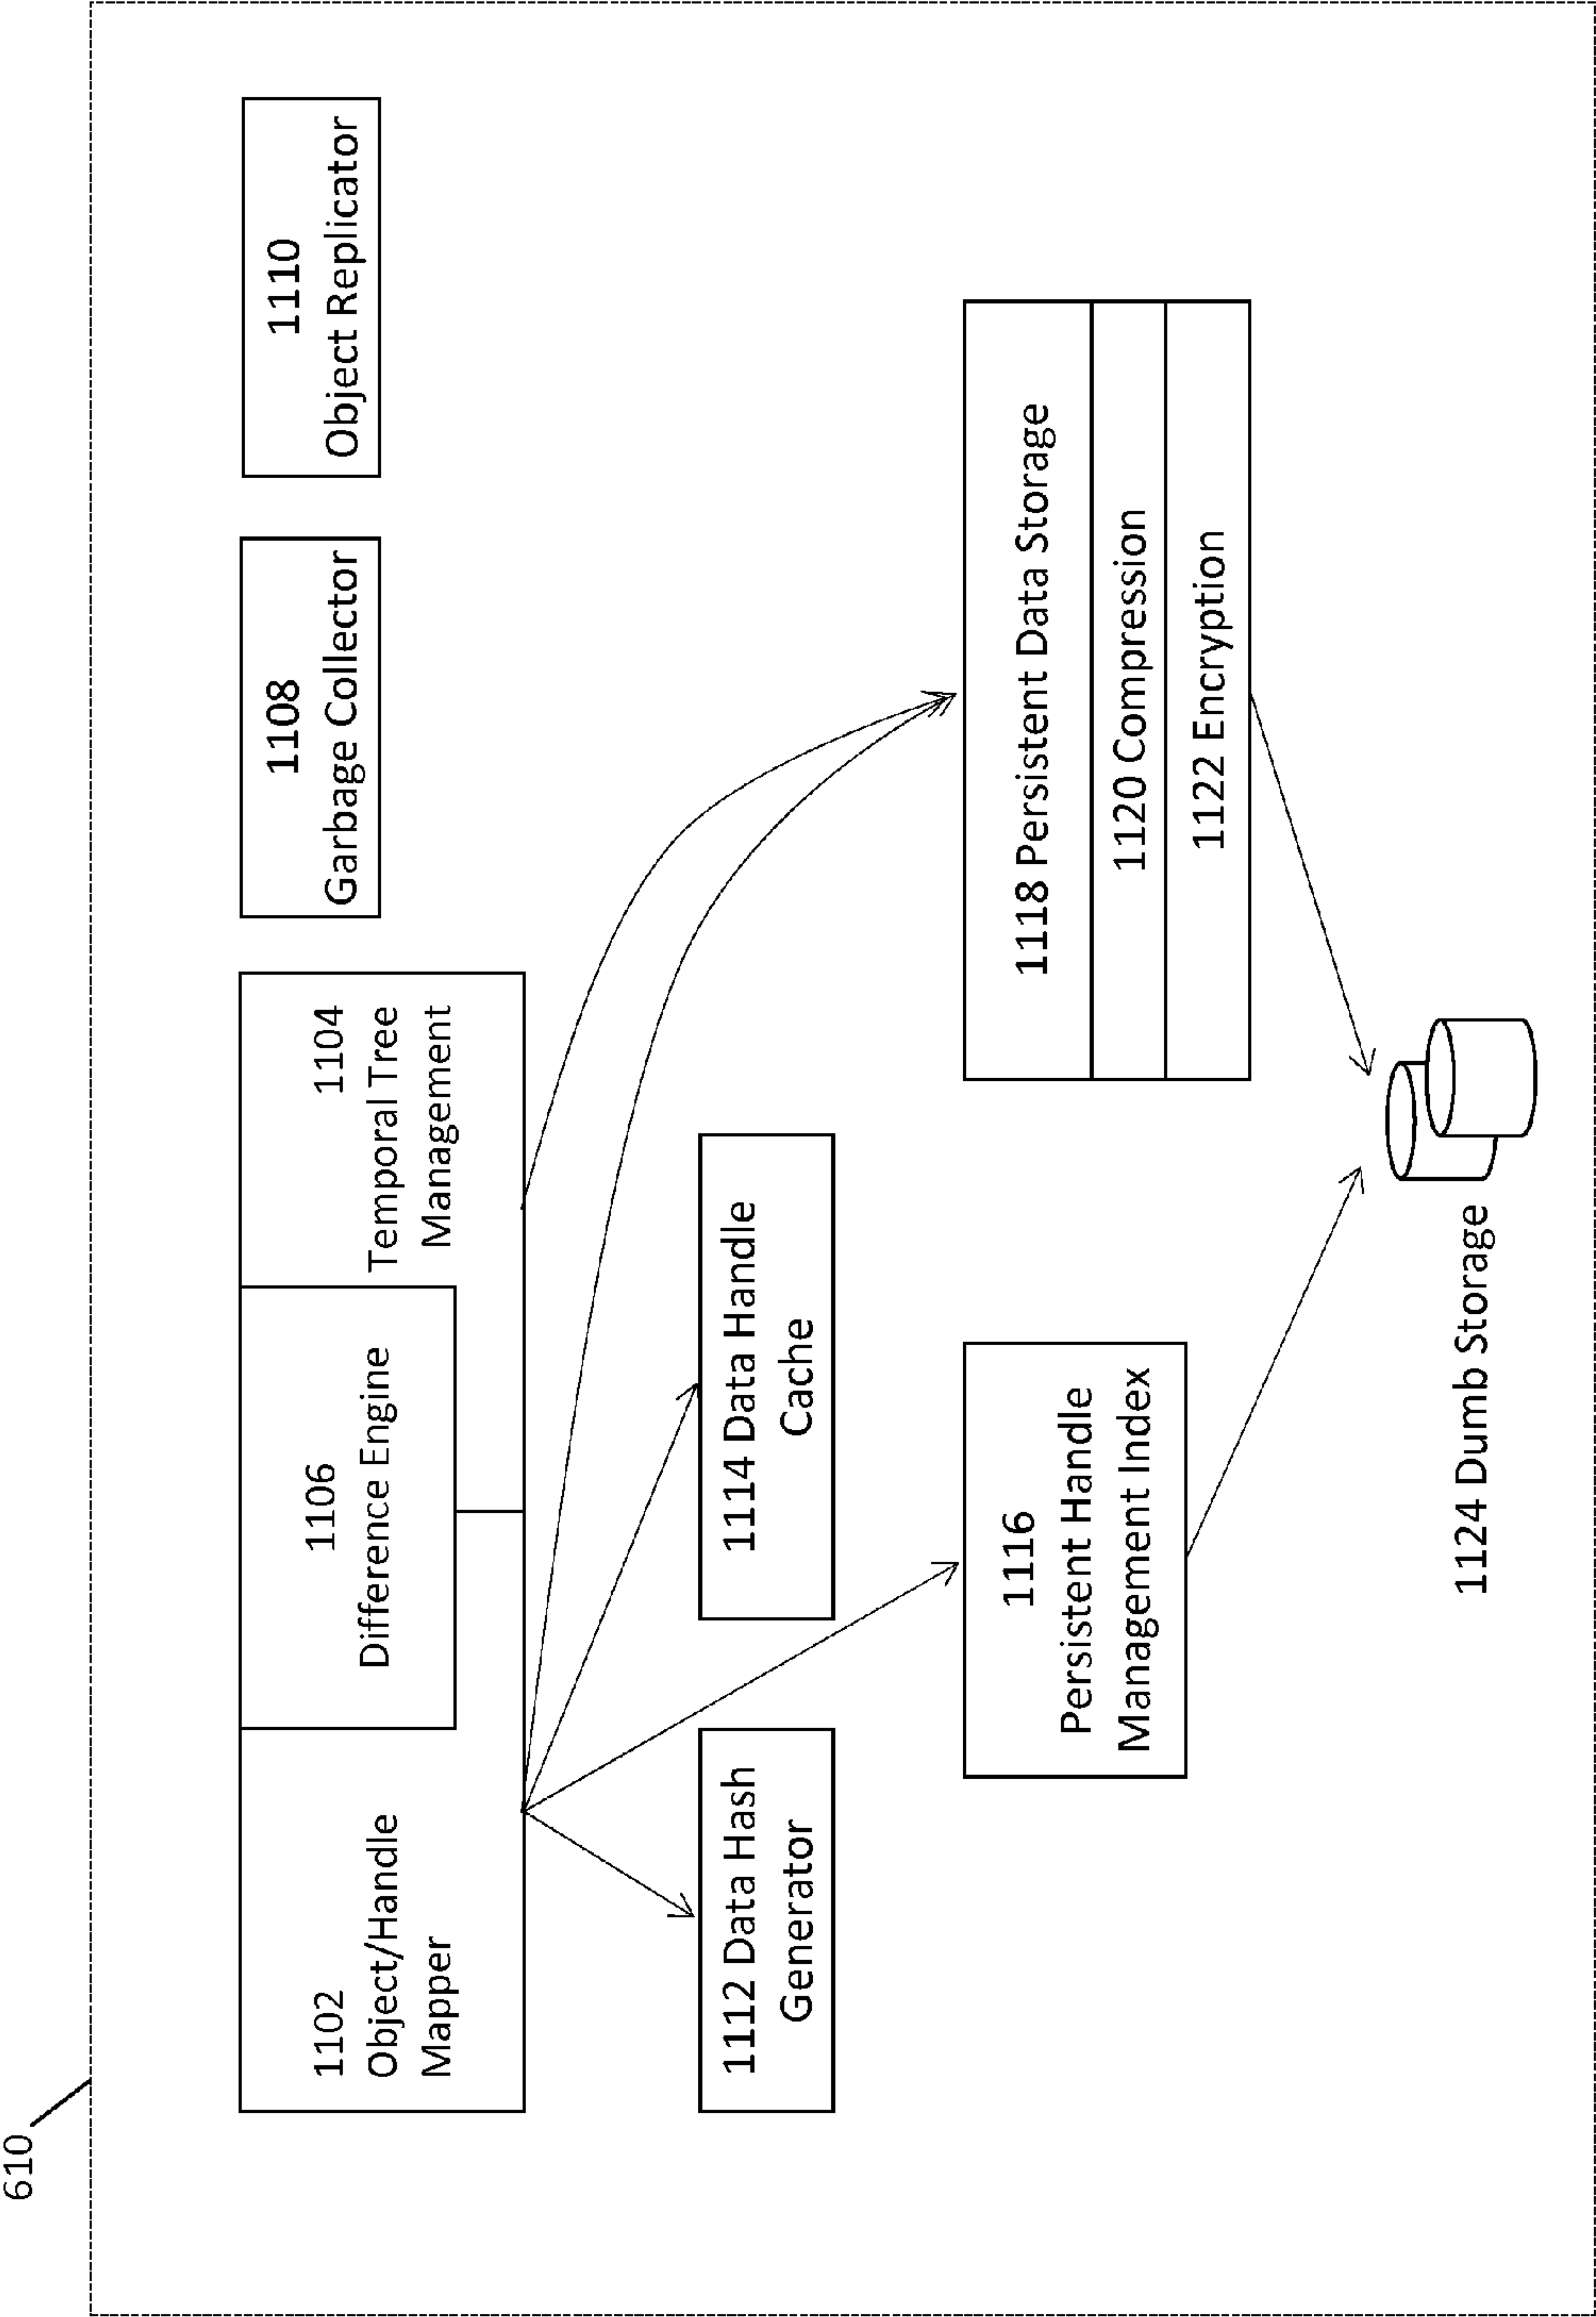 610
1102
Object/Handle
Mapper
1106
Difference Engine
1104
Temporal Tree
Management
1108
Garbage Collector
1110
Object Replicator
1112 Data Hash
Generator
1114 Data Handle
Cache
1116
Persistent Handle
Management Index
1118 Persistent Data Storage
1120 Compression
1122 Encryption
1124 Dumb Storage